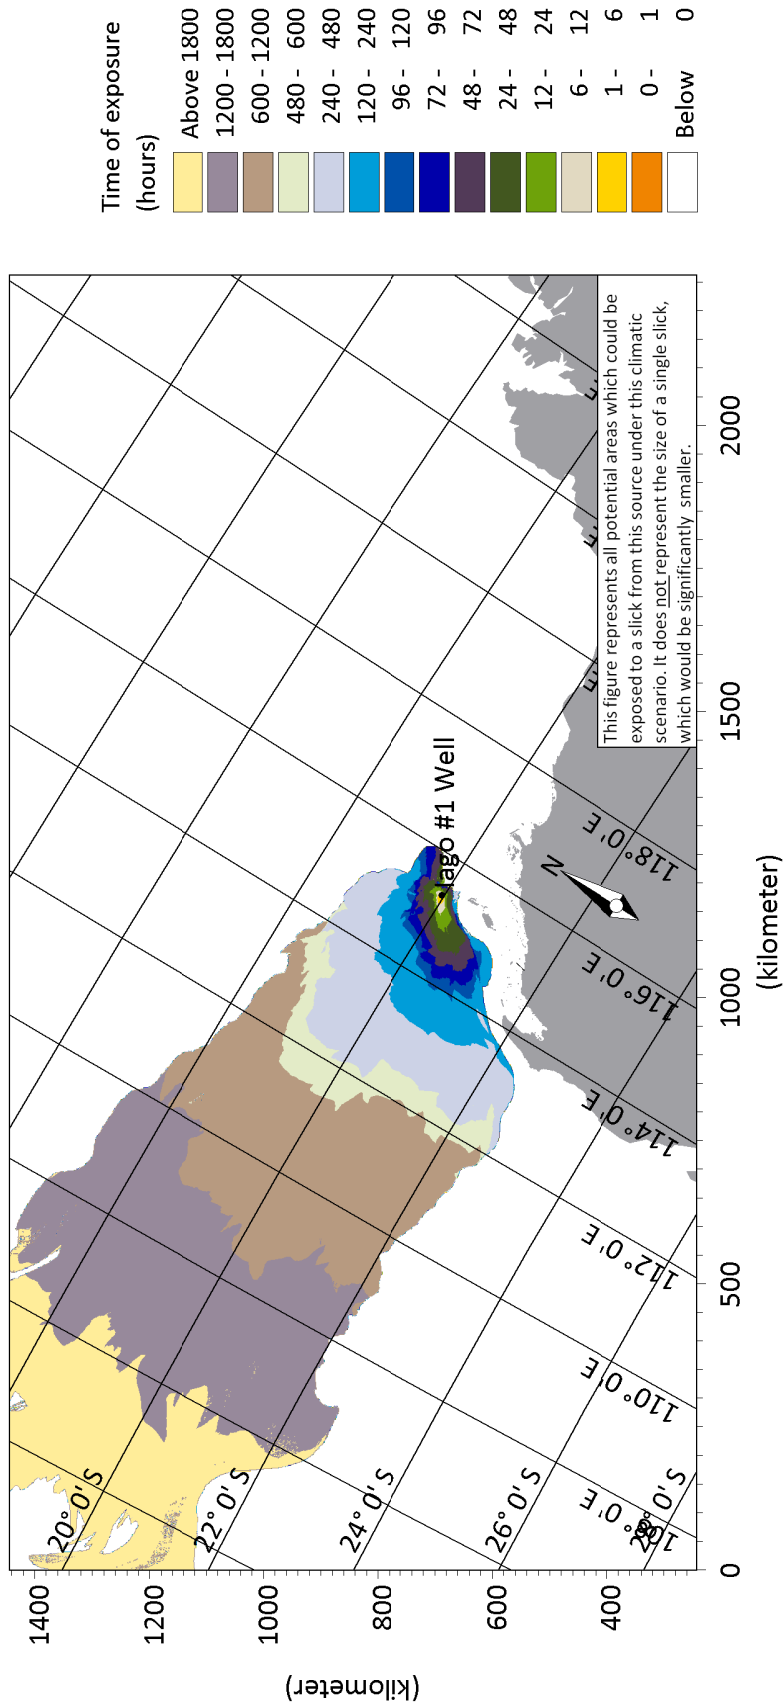 Time of exposure
(hours)
Above 1800
1200 - 1800
600 - 1200
480 - 600
240 - 480
120 - 240
96 - 120
72 - 96
48 - 72
24 - 48
12 - 24
6 - 12
1 - 6
0 - 1
Below 0
This figure represents all potential areas which could be
exposed to a slick from this source under this climatic
scenario. It does not represent the size of a single slick,
which would be significantly smaller.
Jago #1 Well
N
20° 0' S
22° 0' S
24° 0' S
26° 0' S
28° 0' S
110° 0' E
112° 0' E
114° 0' E
116° 0' E
118° 0' E
1400
1200
1000
800
600
400
(kilometer)
0
500
1000
1500
2000
(kilometer)